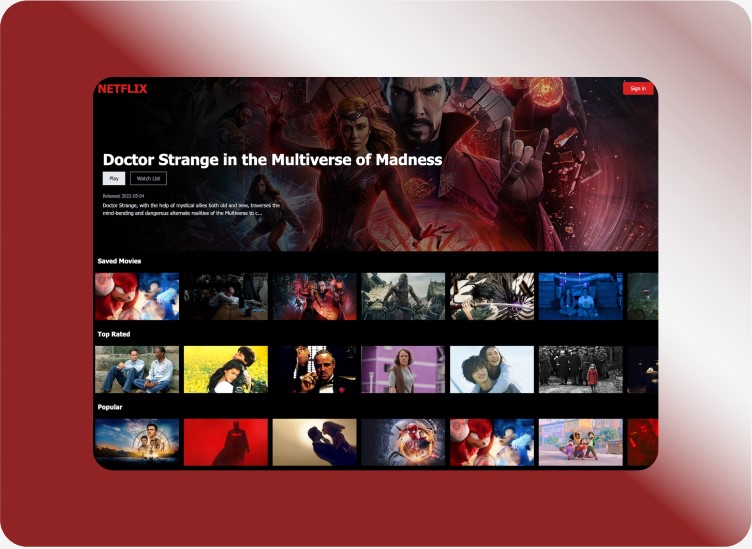 NETFLIX
Sign In
Doctor Strange in the Multiverse of Madness
Play
Watch List
Released 2022-05-04
Doctor Strange, with the help of mystical allies both old and new, traverses the
mind-bending and dangerous alternate realities of the Multiverse to c...
Saved Movies
Top Rated
Popular